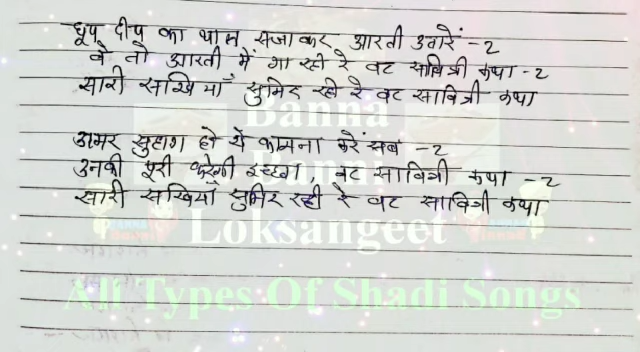 धूप दीप का थाल सजाकर आरती उतारें -2
वे तो आरती में गा रही रे वट सावित्री कथा -2
सारी सखियाँ सुमिर रही रे वट सावित्री कथा
Banna
Banni
अमर सुहाग हो ये कामना करें सब -2
उनकी पूरी करेगी इच्छा, वट सावित्री कथा -2
सारी सखियाँ सुमिर रही रे वट सावित्री कथा
Loksangeet
All Types Of Shadi Songs